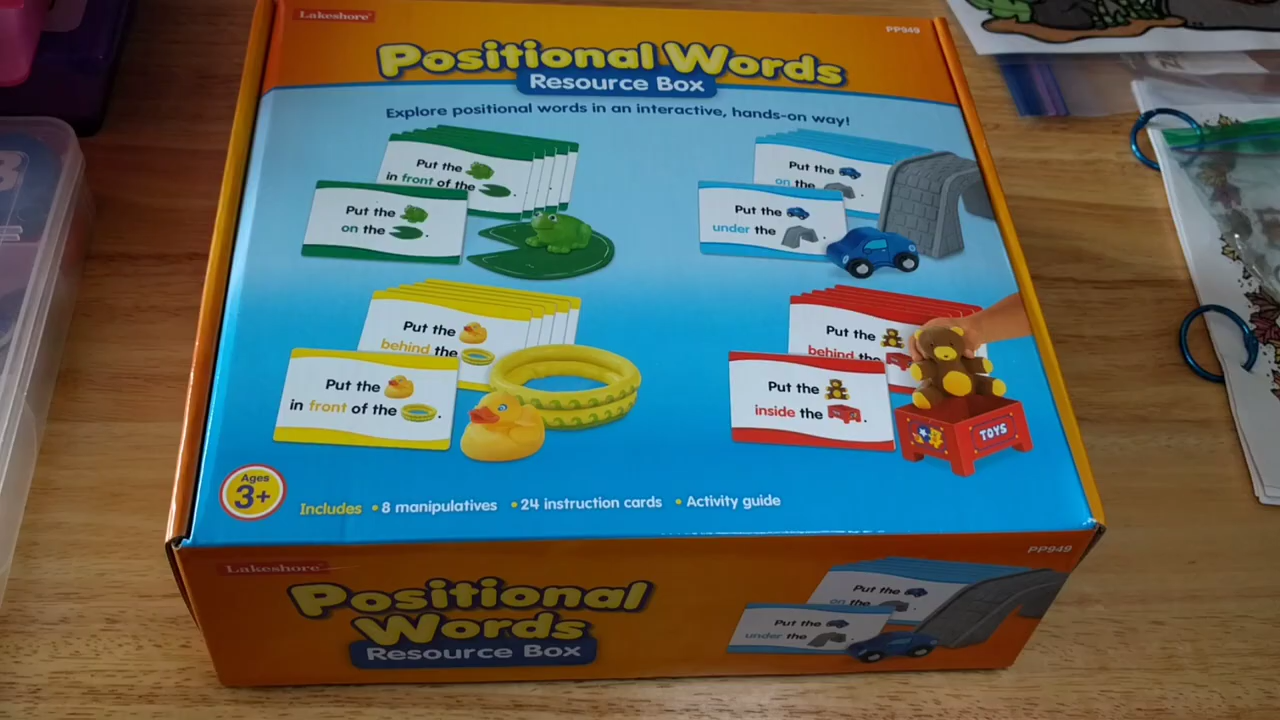 Lakeshore
PP949
Positional Words
Resource Box
Explore positional words in an interactive, hands-on way!
Put the
in front of the .
Put the
on the .
Put the
on the
Put the
under the .
Put the
behind the
Put the
in front of the .
Put the
behind the
Put the
inside the .
TOYS
Ages
3+
Includes • 8 manipulatives • 24 instruction cards • Activity guide
Lakeshore
PP949
Positional
Words
Resource Box
Put the
on the
Put the
under the .